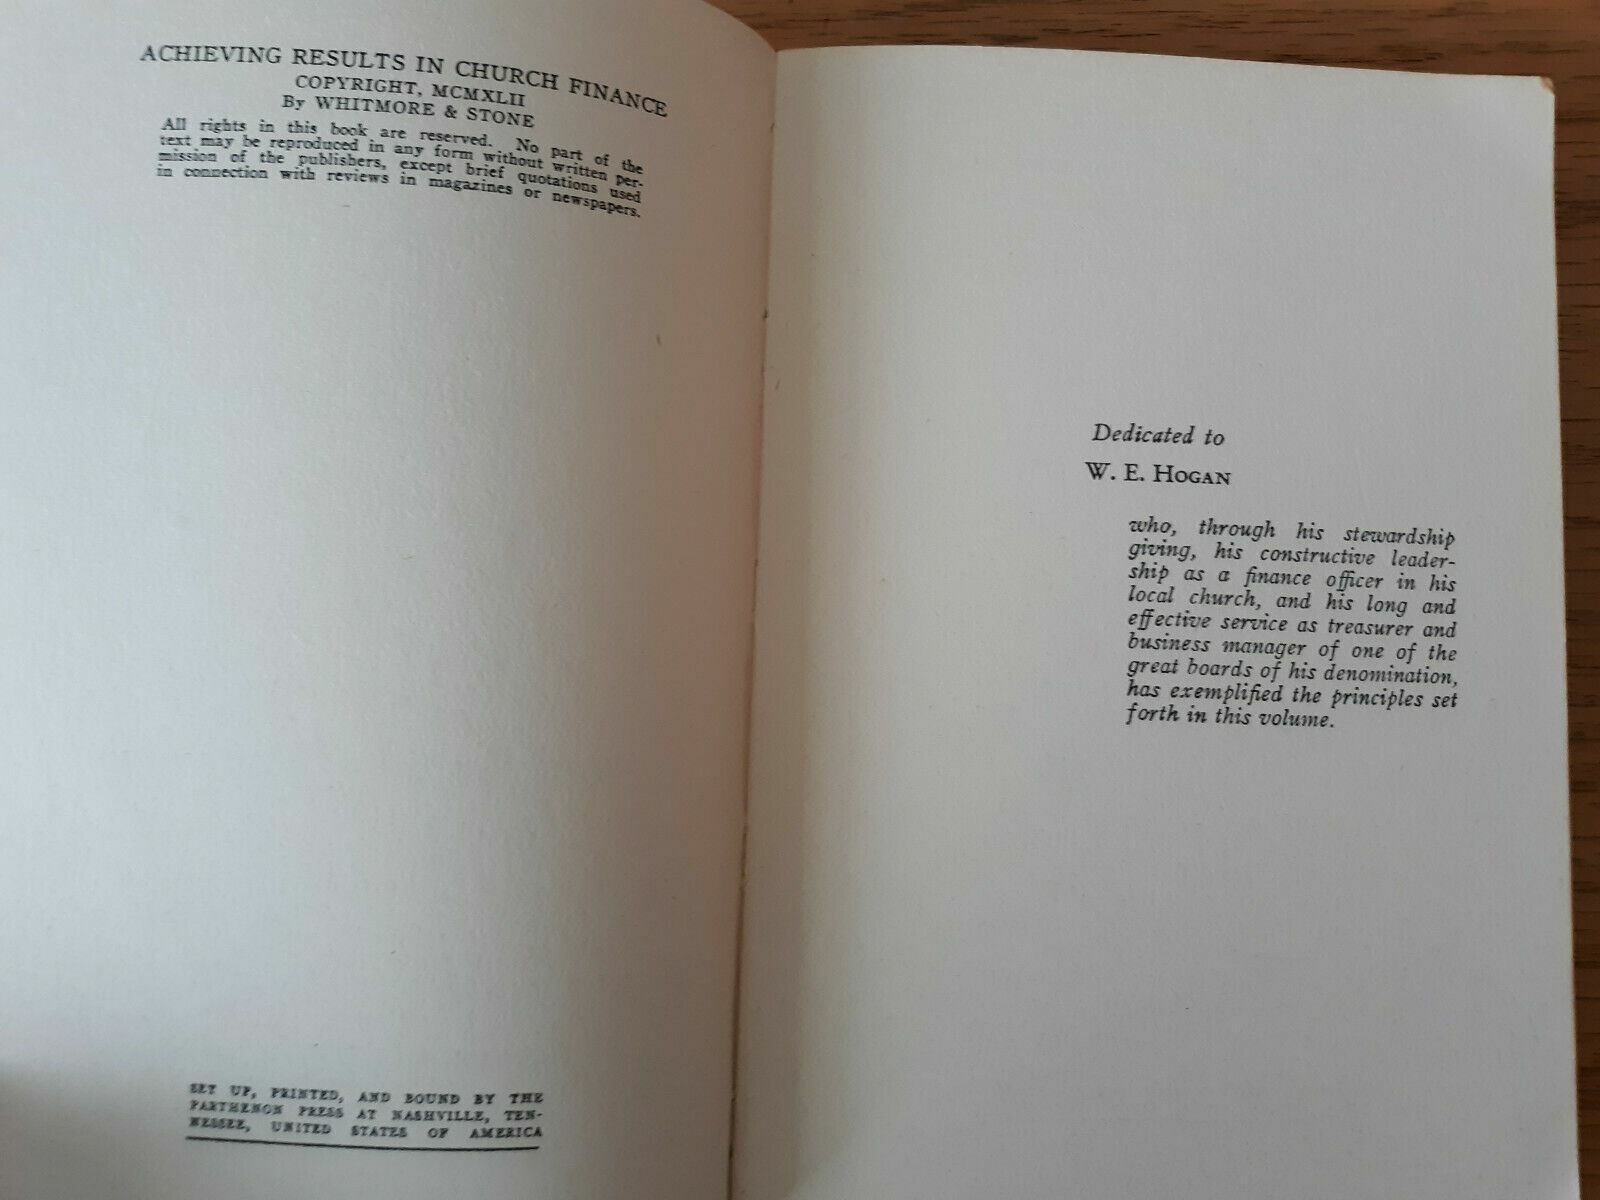 ACHIEVING RESULTS IN CHURCH FINANCE
COPYRIGHT, MCMXLII
By WHITMORE & STONE
All rights in this book are reserved. No part of the
text may be reproduced in any form without written per-
mission of the publishers, except brief quotations used
in connection with reviews in magazines or newspapers.
SET UP, PRINTED, AND BOUND BY THE
PARTHENON PRESS AT NASHVILLE, TEN-
NESSEE, UNITED STATES OF AMERICA
Dedicated to
W. E. HOGAN
who, through his stewardship
giving, his constructive leader-
ship as a finance officer in his
local church, and his long and
effective service as treasurer and
business manager of one of the
great boards of his denomination,
has exemplified the principles set
forth in this volume.